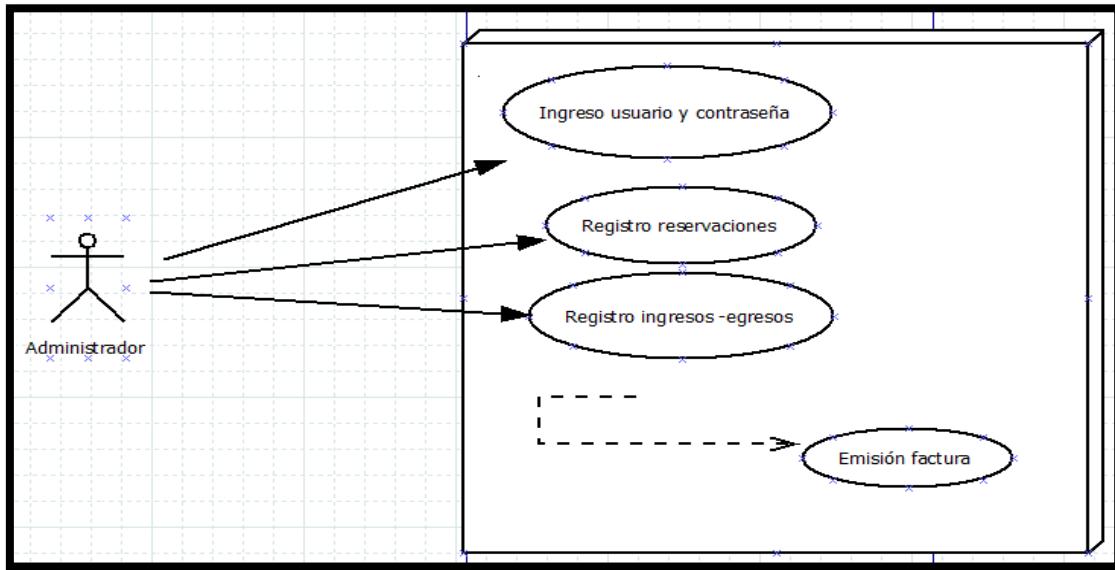 Ingreso usuario y contraseña
Registro reservaciones
Registro ingresos -egresos
Administrador
Emisión factura